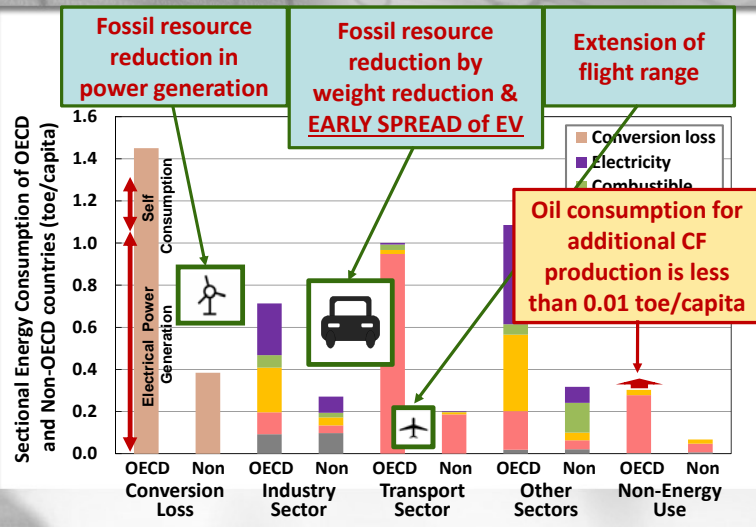 Fossil resource
reduction in
power generation
Fossil resource
reduction by
weight reduction &
EARLY SPREAD of EV
Extension of
flight range
Sectional Energy Consumption of OECD
and Non-OECD countries (toe/capita)
1.6
1.4
1.2
1.0
0.8
0.6
0.4
0.2
0.0
Self
Consumption
Electrical Power
Generation
Conversion loss
Electricity
Combustible
Oil consumption for
additional CF
production is less
than 0.01 toe/capita
OECD Non OECD Non OECD Non OECD Non OECD Non
Conversion Industry Transport Other Non-Energy
Loss Sector Sector Sectors Use